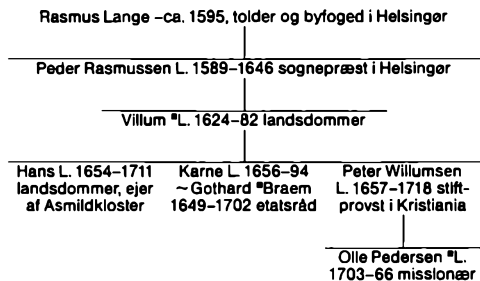 Rasmus Lange –ca. 1595, tolder og byfoged i Helsingør
Peder Rasmussen L. 1589–1646 sognepræst i Helsingør
Villum *L. 1624–82 landsdommer
Hans L. 1654–1711
landsdommer, ejer
af Asmildkloster
Karne L. 1656–94
~Gothard *Braem
1649–1702 etatsråd
Peter Willumsen
L. 1657–1718 stift-
provst i Kristiania
Olle Pedersen *L.
1703–66 missionær